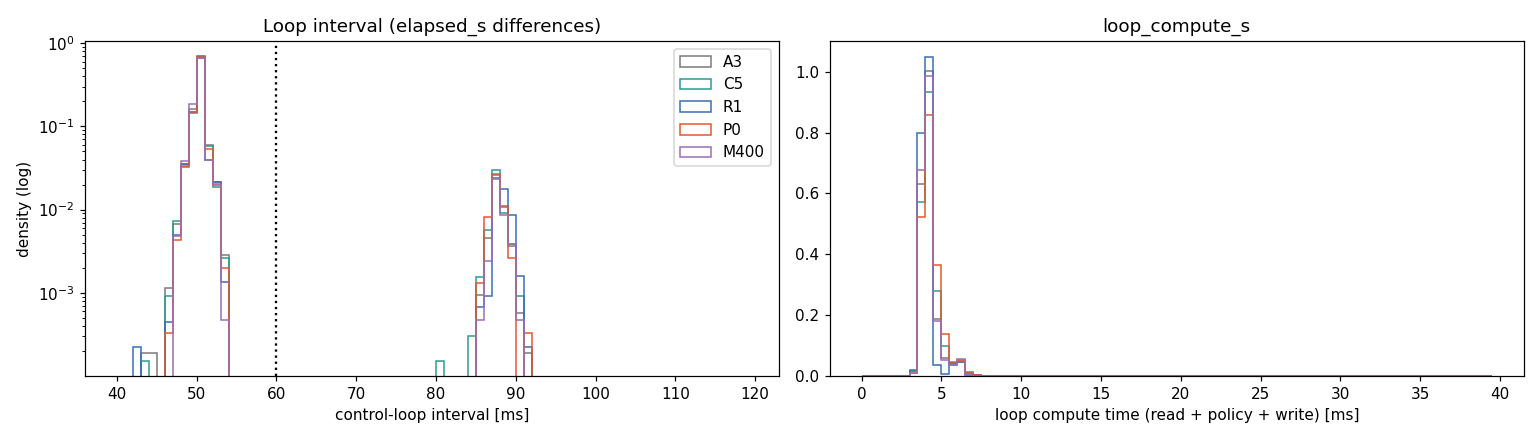 Loop interval (elapsed_s differences)
loop_compute_s
10⁰
10⁻¹
10⁻²
10⁻³
density (log)
A3
C5
R1
P0
M400
40 50 60 70 80 90 100 110 120
control-loop interval [ms]
1.0
0.8
0.6
0.4
0.2
0.0
0 5 10 15 20 25 30 35 40
loop compute time (read + policy + write) [ms]